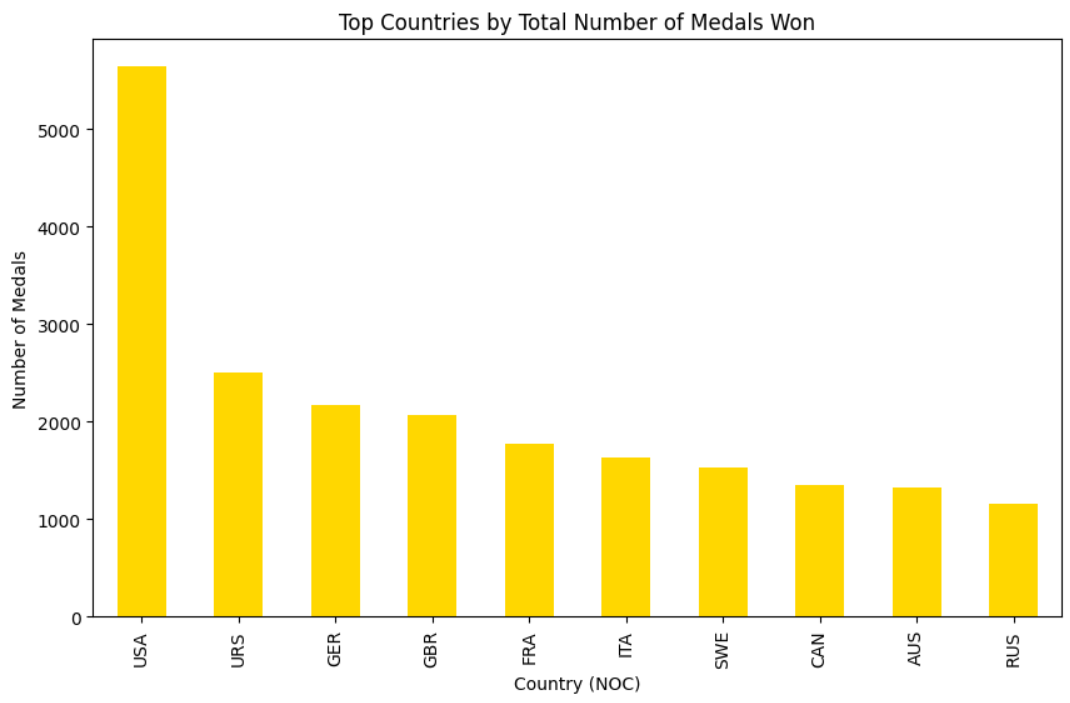 Top Countries by Total Number of Medals Won
Number of Medals
5000
4000
3000
2000
1000
0
USA URS GER GBR FRA ITA SWE CAN AUS RUS
Country (NOC)